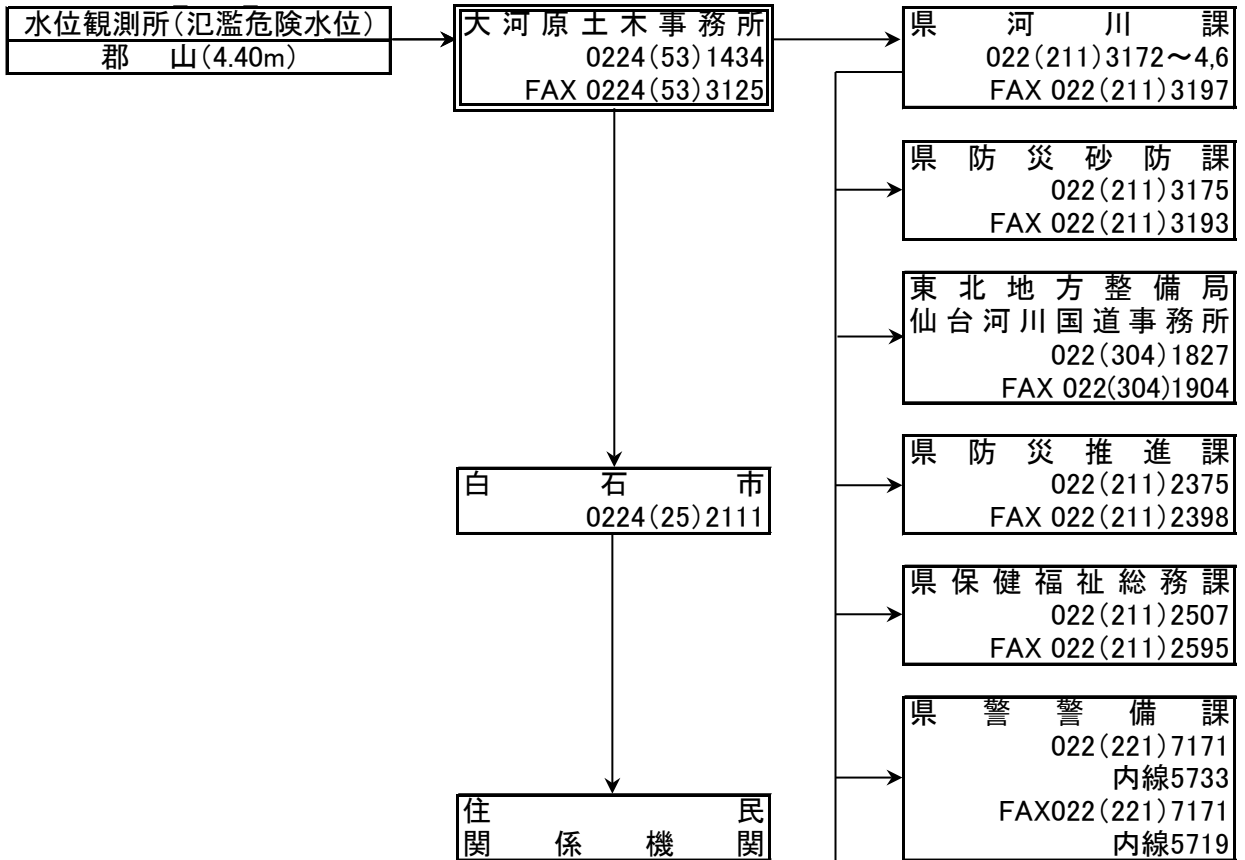 水位観測所(氾濫危険水位)
郡 山(4.40m)
大河原土木事務所
0224(53)1434
FAX 0224(53)3125
県河川課
022(211)3172～4,6
FAX 022(211)3197
県防災砂防課
022(211)3175
FAX 022(211)3193
東北地方整備局
仙台河川国道事務所
022(304)1827
FAX 022(304)1904
県防災推進課
022(211)2375
FAX 022(211)2398
白石市
0224(25)2111
県保健福祉総務課
022(211)2507
FAX 022(211)2595
県警警備課
022(221)7171
内線5733
FAX022(221)7171
内線5719
住民
関係機関